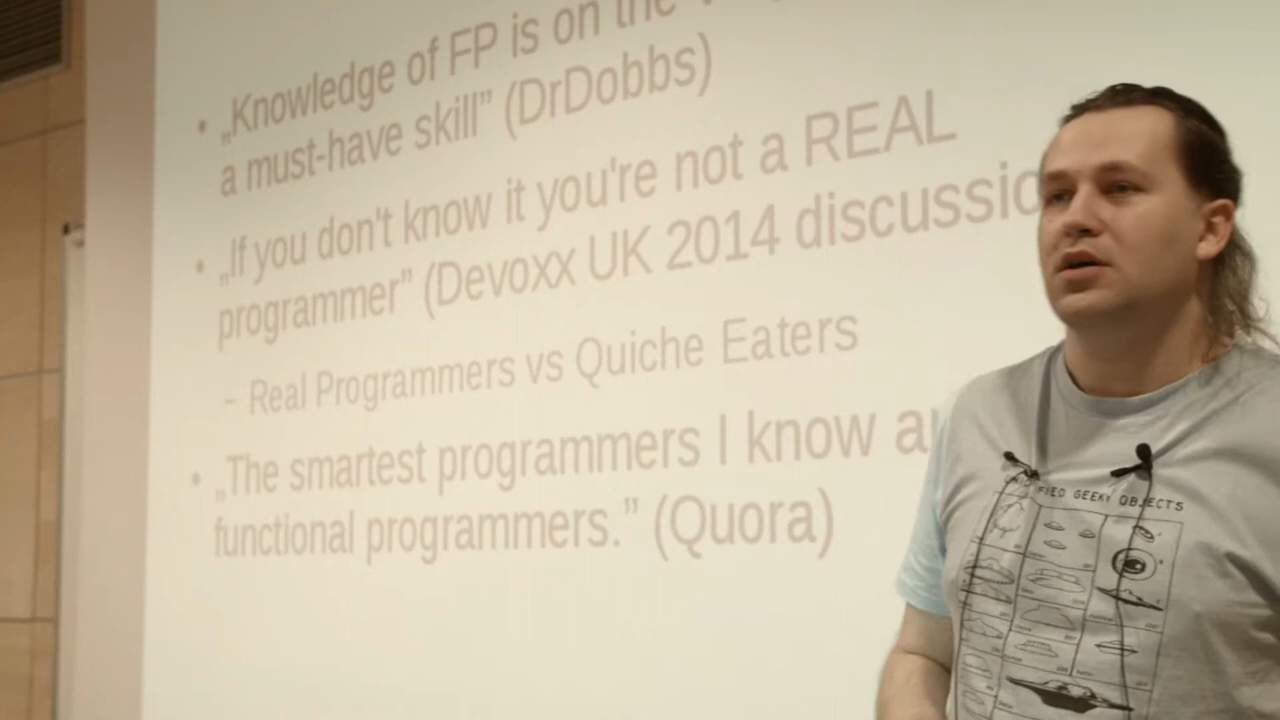 • „Knowledge of FP is on the
a must-have skill” (DrDobbs)
• „If you don't know it you're not a REAL
programmer” (Devoxx UK 2014 discussio
– Real Programmers vs Quiche Eaters
• „The smartest programmers I know a
functional programmers.” (Quora)
GEEKY OBJECTS